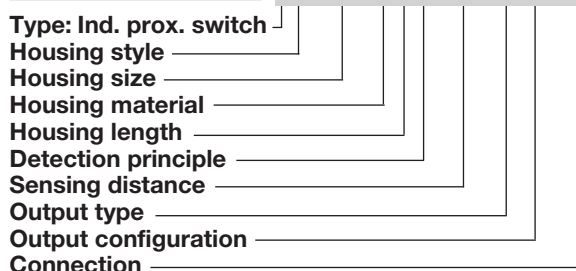 Type: Ind. prox. switch
Housing style
Housing size
Housing material
Housing length
Detection principle
Sensing distance
Output type
Output configuration
Connection